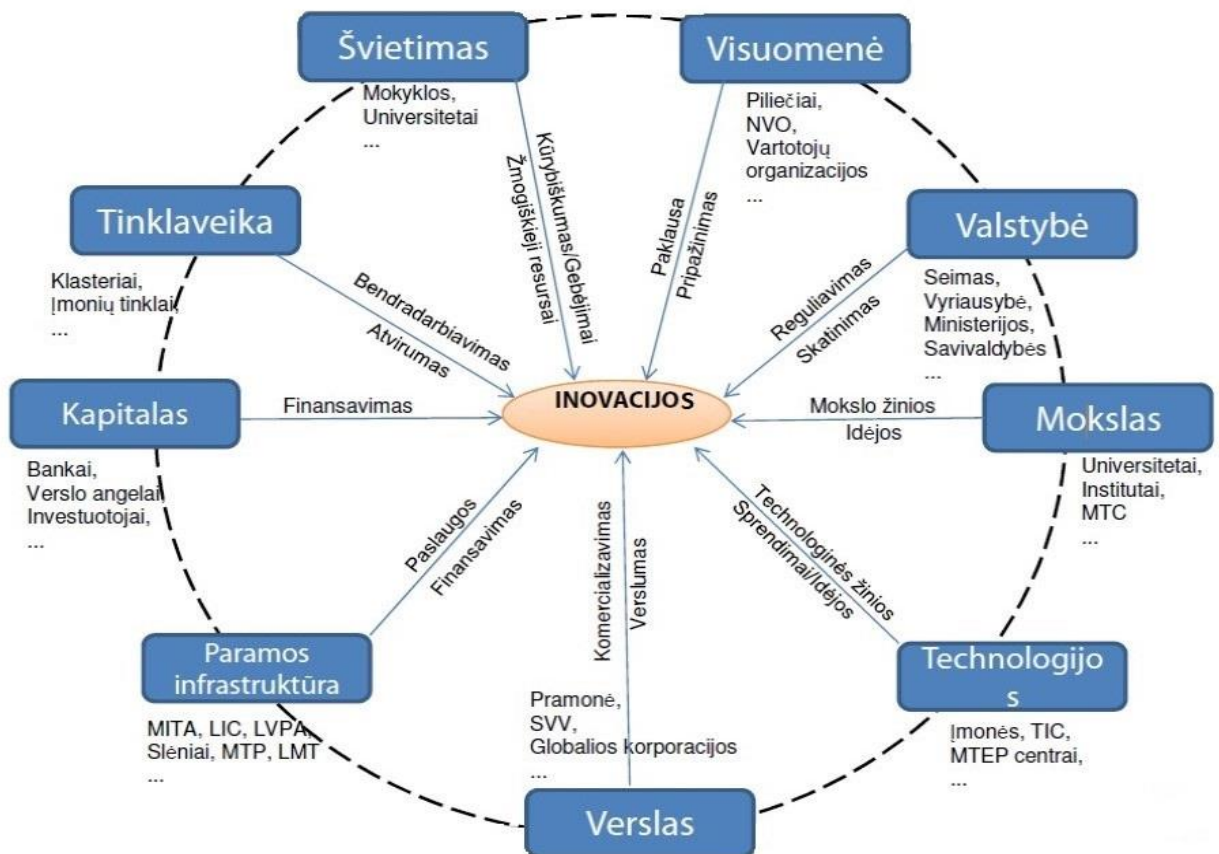 Švietimas
Mokyklos,
Universitetai
...
Kūrybiškumas/Gebėjimai
Žmogiškieji resursai
Visuomenė
Piliečiai,
NVO,
Vartotojų
organizacijos
...
Paklausa
Pripažinimas
Tinklaveika
Klasteriai,
Įmonių tinklai,
...
Bendradarbiavimas
Atvirumas
Valstybė
Seimas,
Vyriausybė,
Ministerijos,
Savivaldybės
...
Reguliavimas
Skatinimas
INOVACIJOS
Kapitalas
Bankai,
Verslo angelai,
Investuotojai,
...
Finansavimas
Mokslas
Universitetai,
Institutai,
MTC
...
Mokslo žinios
Idėjos
Paramos
infrastruktūra
MITA, LIC, LVPA,
Slėniai, MTP, LMT
...
Paslaugos
Finansavimas
Technologijo
s
Įmonės, TIC,
MTEP centrai,
...
Technologinės žinios
Sprendimai/Idėjos
Komercializavimas
Verslumas
Pramonė,
SVV,
Globalios korporacijos
...
Verslas